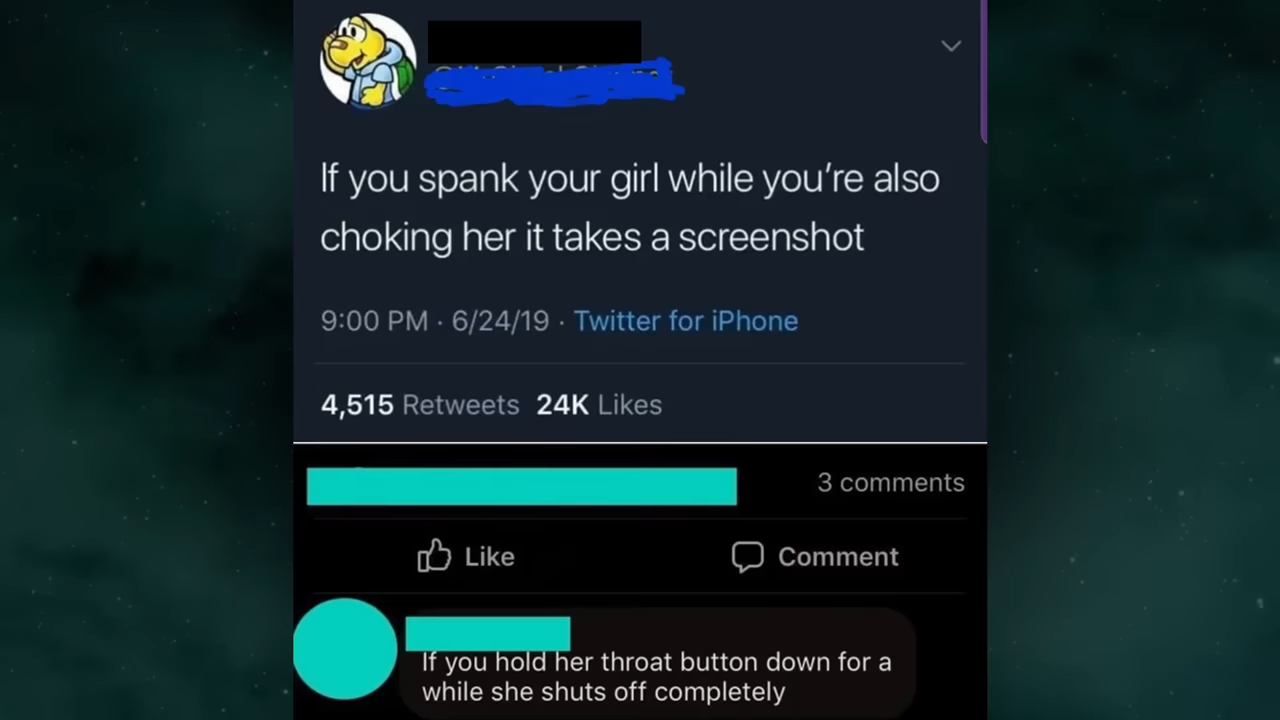 If you spank your girl while you’re also
choking her it takes a screenshot
9:00 PM · 6/24/19 · Twitter for iPhone
4,515 Retweets 24K Likes
3 comments
Like Comment
If you hold her throat button down for a
while she shuts off completely